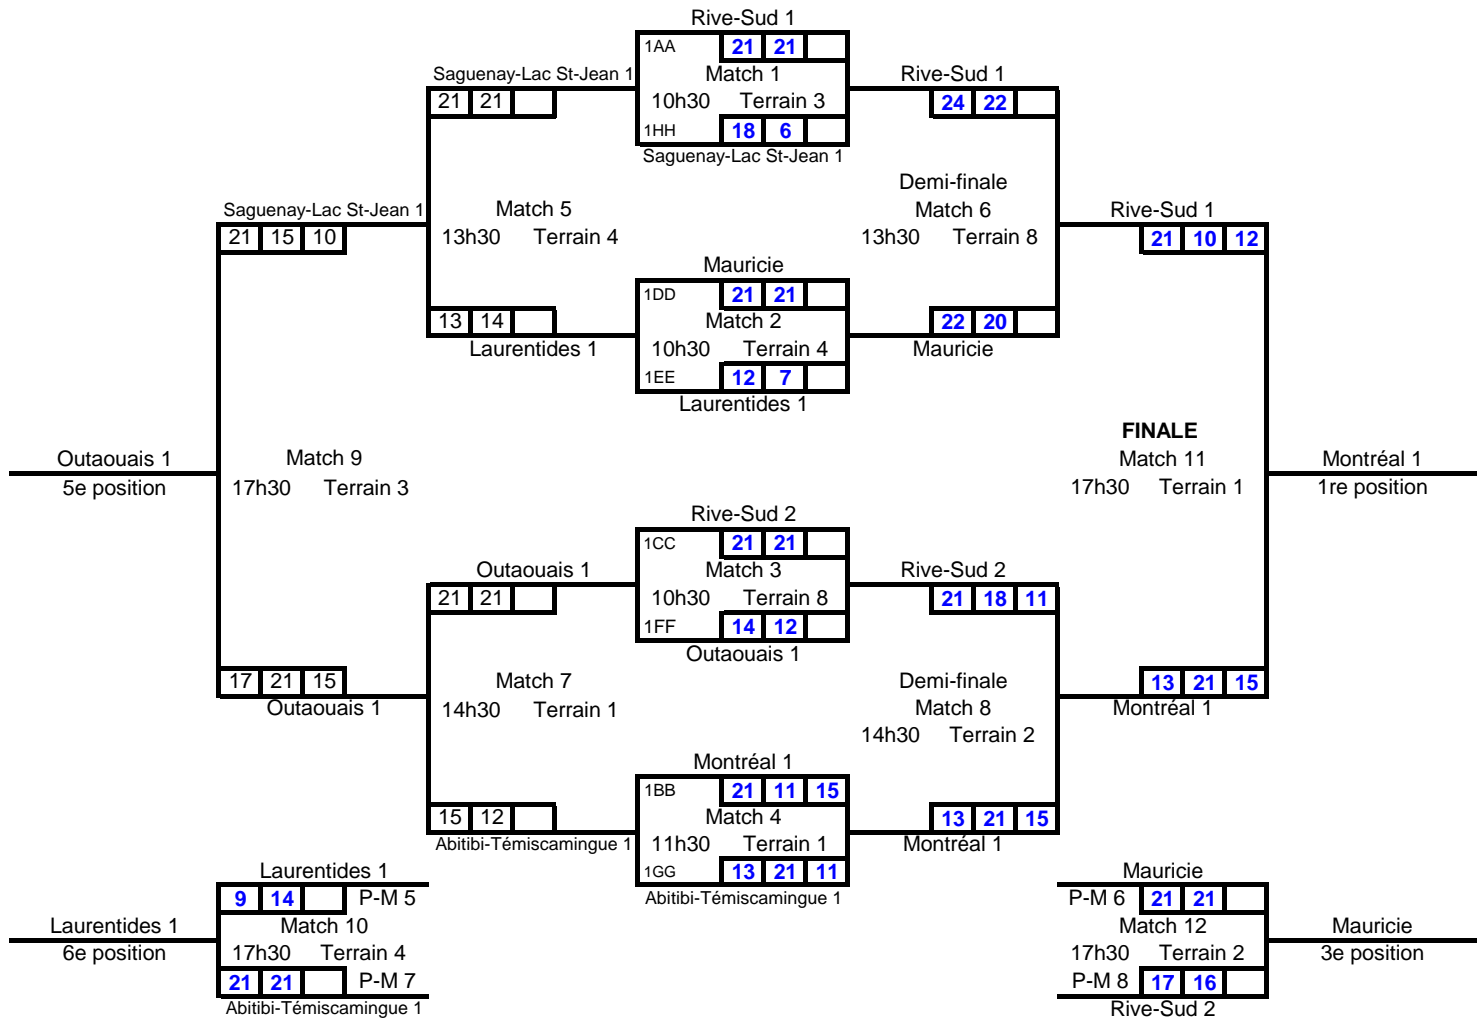 Rive-Sud 1
1AA 21 21
Saguenay-Lac St-Jean 1 Match 1 Rive-Sud 1
21 21 10h30 Terrain 3 24 22
1HH 18 6
Saguenay-Lac St-Jean 1
Demi-finale
Saguenay-Lac St-Jean 1 Match 5 Match 6 Rive-Sud 1
21 15 10 13h30 Terrain 4 13h30 Terrain 8 21 10 12
Mauricie
1DD 21 21
13 14 Match 2 22 20
Laurentides 1 10h30 Terrain 4 Mauricie
1EE 12 7
Laurentides 1
FINALE
Outaouais 1 Match 9 Match 11 Montréal 1
5e position 17h30 Terrain 3 17h30 Terrain 1 1re position
Rive-Sud 2
1CC 21 21
Outaouais 1 Match 3 Rive-Sud 2
21 21 10h30 Terrain 8 21 18 11
1FF 14 12
Outaouais 1
17 21 15 Match 7 Demi-finale 13 21 15
Outaouais 1 14h30 Terrain 1 Match 8 Montréal 1
14h30 Terrain 2
Montréal 1
1BB 21 11 15
15 12 Match 4 13 21 15
Abitibi-Témiscamingue 1 11h30 Terrain 1 Montréal 1
1GG 13 21 11
Abitibi-Témiscamingue 1
Laurentides 1 Mauricie
9 14 P-M 5 P-M 6 21 21
Laurentides 1 Match 10 Match 12 Mauricie
6e position 17h30 Terrain 4 17h30 Terrain 2 3e position
21 21 P-M 7 P-M 8 17 16
Abitibi-Témiscamingue 1 Rive-Sud 2